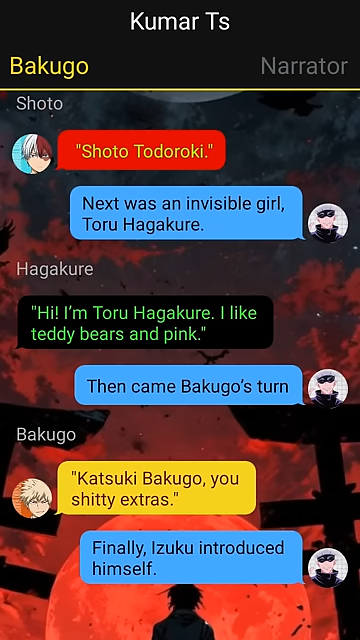 Kumar Ts
Bakugo
Narrator
Shoto
"Shoto Todoroki."
Next was an invisible girl,
Toru Hagakure.
Hagakure
"Hi! I’m Toru Hagakure. I like
teddy bears and pink."
Then came Bakugo’s turn
Bakugo
"Katsuki Bakugo, you
shitty extras."
Finally, Izuku introduced
himself.